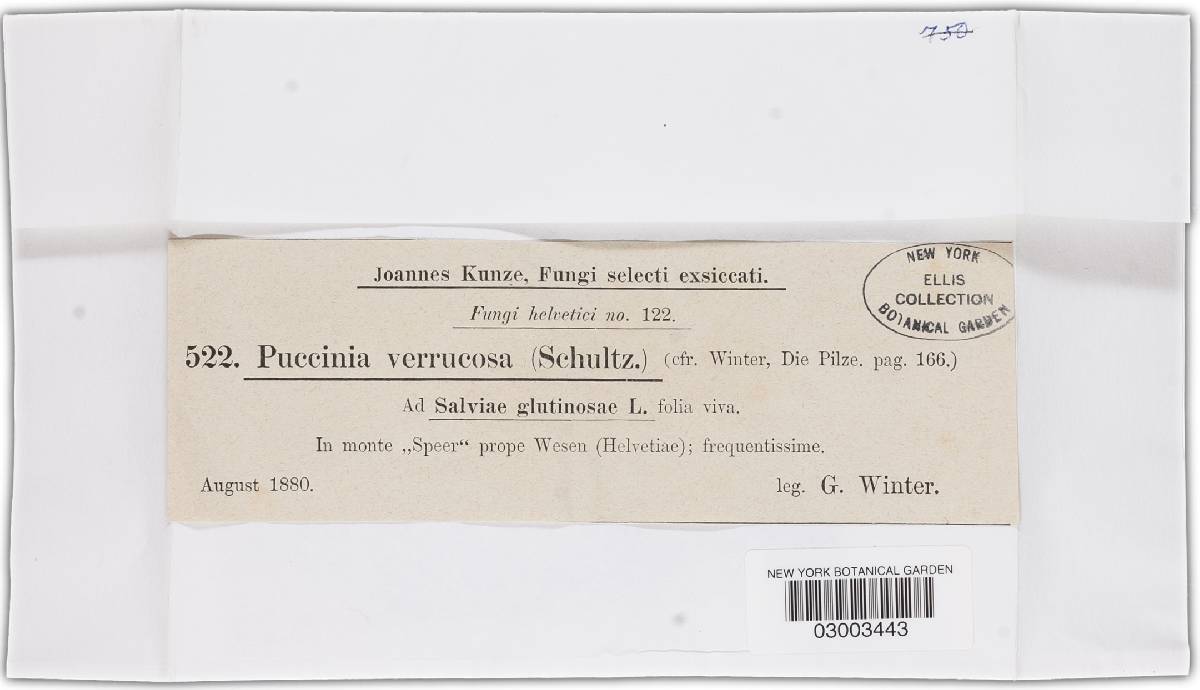 750
Joannes Kunze, Fungi selecti exsiccati.
NEW YORK
ELLIS
COLLECTION
BOTANICAL GARDEN
Fungi helvetici no. 122.
522. Puccinia verrucosa (Schultz.) (cfr. Winter, Die Pilze. pag. 166.)
Ad Salviae glutinosae L. folia viva.
In monte „Speer“ prope Wesen (Helvetiae); frequentissime.
August 1880. leg. G. Winter.
NEW YORK BOTANICAL GARDEN
03003443